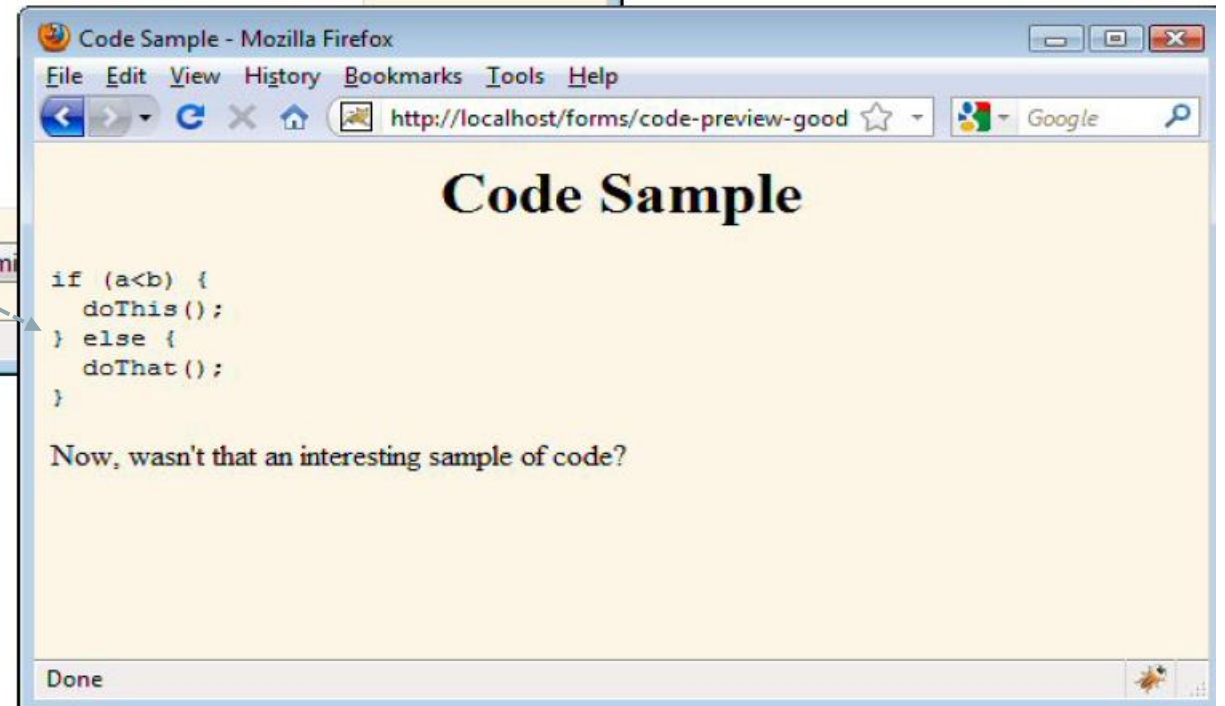 Code Sample - Mozilla Firefox
File Edit View History Bookmarks Tools Help
http://localhost/forms/code-preview-good Google
Code Sample
if (a<b) {
  doThis();
} else {
  doThat();
}
Now, wasn't that an interesting sample of code?
Done